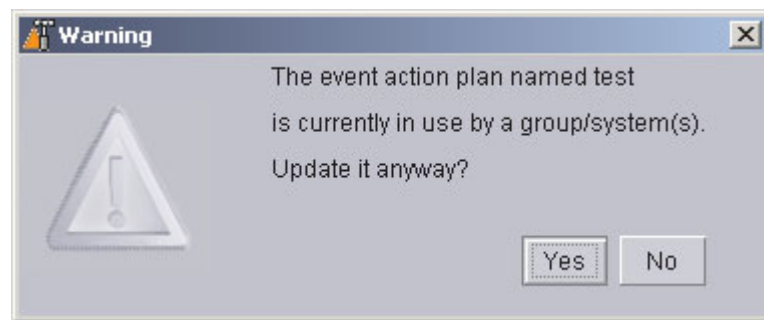 Warning
The event action plan named test
is currently in use by a group/system(s).
Update it anyway?
Yes No